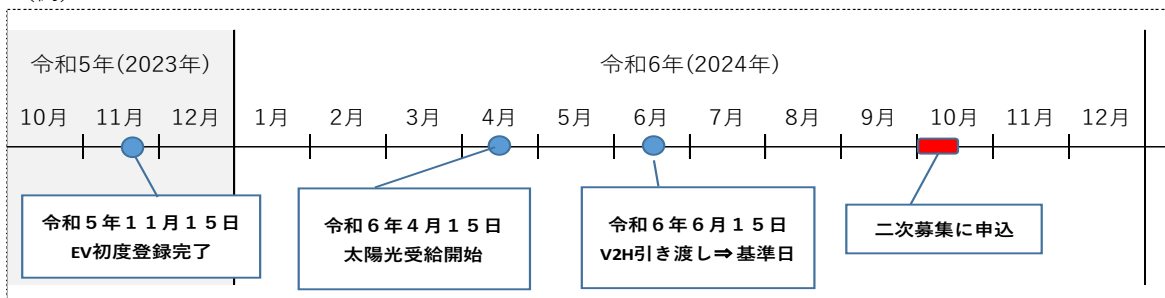 令和5年(2023年)
令和6年(2024年)
10月 11月 12月 1月 2月 3月 4月 5月 6月 7月 8月 9月 10月 11月 12月
令和５年１１月１５日
EV初度登録完了
令和６年４月１５日
太陽光受給開始
令和６年６月１５日
V2H引き渡し⇒基準日
二次募集に申込